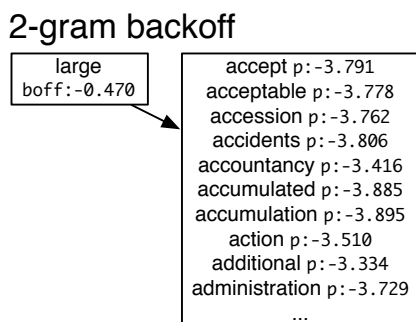 2-gram backoff
large
boff:-0.470
accept p:-3.791
acceptable p:-3.778
accession p:-3.762
accidents p:-3.806
accountancy p:-3.416
accumulated p:-3.885
accumulation p:-3.895
action p:-3.510
additional p:-3.334
administration p:-3.729
...